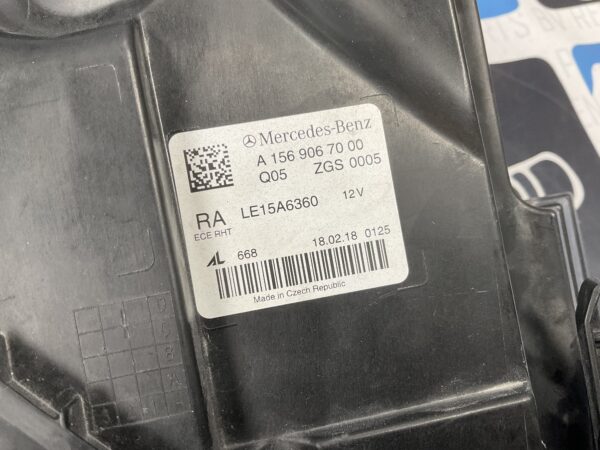 Mercedes-Benz
A 156 906 70 00
Q05 ZGS 0005
RA LE15A6360 12V
ECE RHT
AL 668 18.02.18 0125
Made in Czech Republic